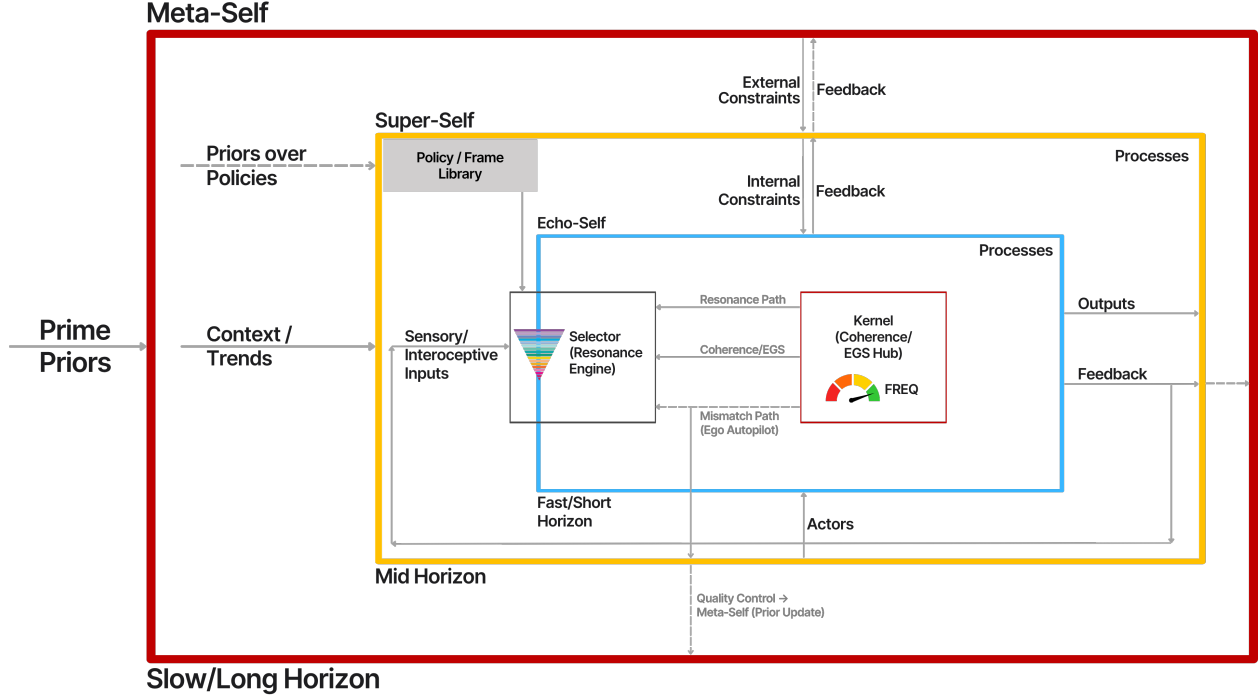 Meta-Self
External
Constraints
Feedback
Super-Self
Priors over
Policies
Policy / Frame
Library
Processes
Internal
Constraints
Feedback
Echo-Self
Processes
Prime
Priors
Context /
Trends
Sensory/
Interoceptive
Inputs
Selector
(Resonance
Engine)
Resonance Path
Coherence/EGS
Mismatch Path
(Ego Autopilot)
Kernel
(Coherence/
EGS Hub)
FREQ
Outputs
Feedback
Fast/Short
Horizon
Actors
Mid Horizon
Quality Control →
Meta-Self (Prior Update)
Slow/Long Horizon